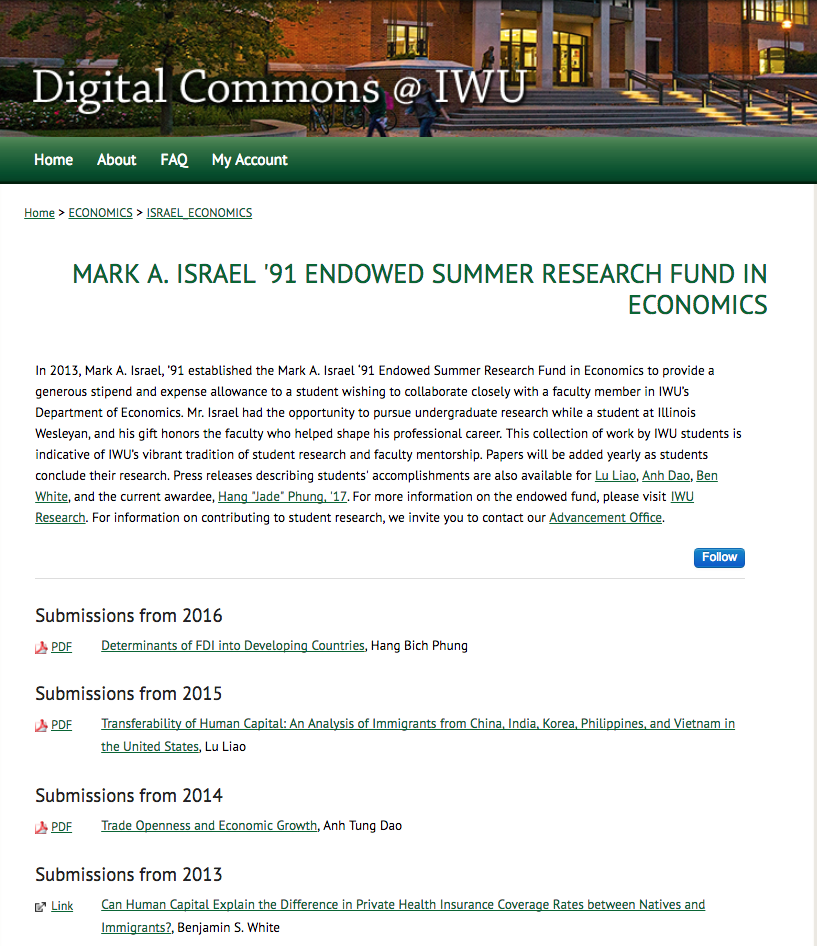 Digital Commons @ IWU
Home About FAQ My Account
Home > ECONOMICS > ISRAEL_ECONOMICS
MARK A. ISRAEL '91 ENDOWED SUMMER RESEARCH FUND IN
ECONOMICS
In 2013, Mark A. Israel, '91 established the Mark A. Israel ‘91 Endowed Summer Research Fund in Economics to provide a
generous stipend and expense allowance to a student wishing to collaborate closely with a faculty member in IWU’s
Department of Economics. Mr. Israel had the opportunity to pursue undergraduate research while a student at Illinois
Wesleyan, and his gift honors the faculty who helped shape his professional career. This collection of work by IWU students is
indicative of IWU’s vibrant tradition of student research and faculty mentorship. Papers will be added yearly as students
conclude their research. Press releases describing students' accomplishments are also available for Lu Liao, Anh Dao, Ben
White, and the current awardee, Hang "Jade" Phung, '17. For more information on the endowed fund, please visit IWU
Research. For information on contributing to student research, we invite you to contact our Advancement Office.
Follow
Submissions from 2016
PDF Determinants of FDI into Developing Countries, Hang Bich Phung
Submissions from 2015
PDF Transferability of Human Capital: An Analysis of Immigrants from China, India, Korea, Philippines, and Vietnam in
the United States, Lu Liao
Submissions from 2014
PDF Trade Openness and Economic Growth, Anh Tung Dao
Submissions from 2013
Link Can Human Capital Explain the Difference in Private Health Insurance Coverage Rates between Natives and
Immigrants?, Benjamin S. White